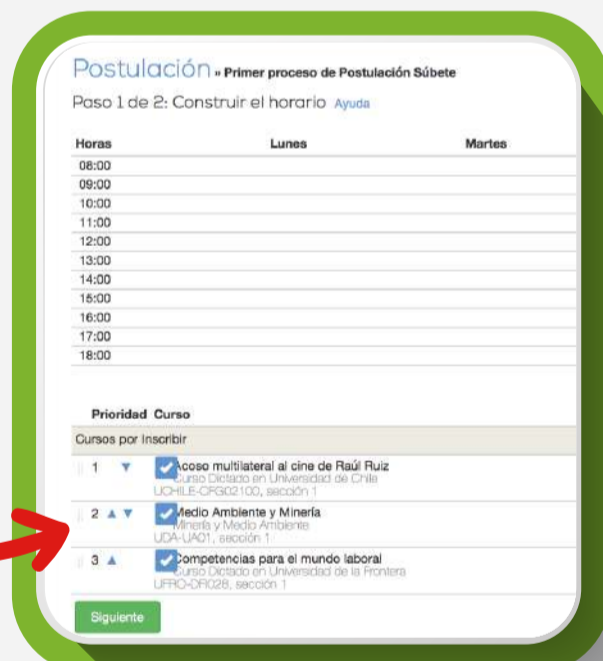 Postulación » Primer proceso de Postulación Súbete
Paso 1 de 2: Construir el horario Ayuda
Horas Lunes Martes
08:00
09:00
10:00
11:00
12:00
13:00
14:00
15:00
16:00
17:00
18:00
Prioridad Curso
Cursos por Inscribir
1 Acoso multilateral al cine de Raúl Ruiz
Curso Dictado en Universidad de Chile
UCHILE-CFG02100, sección 1
2 Medio Ambiente y Minería
Minería y Medio Ambiente
UDA-UA01, sección 1
3 Competencias para el mundo laboral
Curso Dictado en Universidad de la Frontera
UFRO-DFI028, sección 1
Siguiente